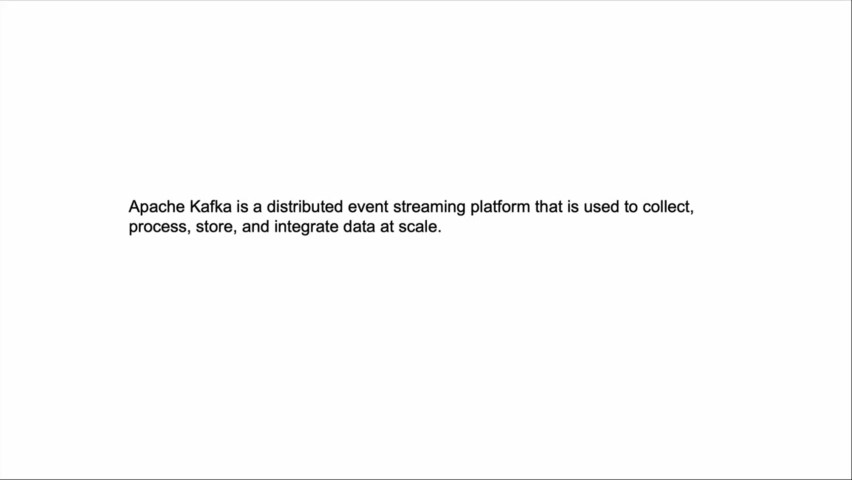 Apache Kafka is a distributed event streaming platform that is used to collect,
process, store, and integrate data at scale.